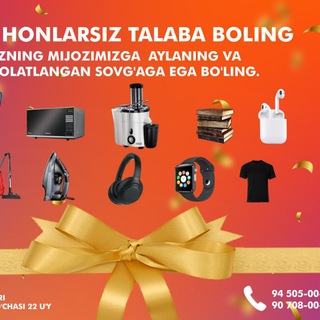 HONLARSIZ TALABA BOLING
ZNING MIJOZIMIZGA AYLANING VA
OLATLANGAN SOVG'AGA EGA BO'LING.
RI
'CHASI 22 UY
94 505-00
90 708-00